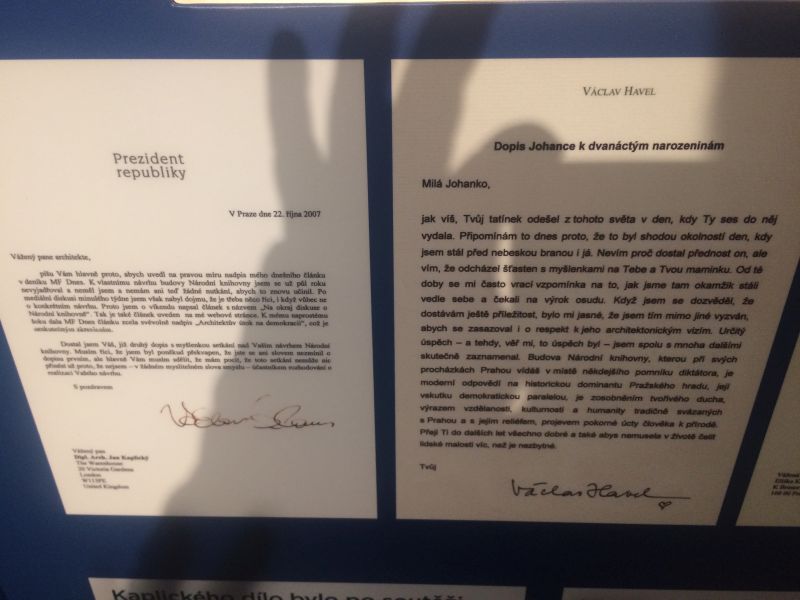 Prezident
republiky
V Praze dne 22. října 2007
Vážený pane architekte,
píšu Vám hlavně proto, abych uvedl na pravou míru nadpis mého dnešního článku
v deníku MF Dnes. K vlastnímu návrhu budovy Národní knihovny jsem se už půl roku
nevyjadřoval a neměl jsem a nemám ani teď žádné nutkání, abych to znovu učinil. Po
mediální diskusi minulého týdne jsem však nabyl dojmu, že je třeba něco říci, i když vůbec ne
o konkrétním návrhu. Proto jsem o víkendu napsal článek s názvem „Na okraj diskuse o
Národní knihovně“. Tak je také článek uveden na mé webové stránce. K mému naprostému
šoku dala MF Dnes článku zcela svévolně nadpis „Architektův útok na demokracii“, což je
neskutečným zkreslením.
Dostal jsem Váš, již druhý dopis s myšlenkou setkání nad Vaším návrhem Národní
knihovny. Musím říci, že jsem byl poněkud překvapen, že jste se ani slovem nezmínil o
dopisu prvním, ale hlavně Vám musím sdělit, že mám pocit, že toto setkání nemůže nic
přinést už proto, že nejsem – v žádném myslitelném slova smyslu – účastníkem rozhodování o
realizaci Vašeho návrhu.
S pozdravem
Vážený pan
Dipl. Arch. Jan Kaplický
The Warehouse
20 Victoria Gardens
London
W113PE
United Kingdom
VÁCLAV HAVEL
Dopis Johance k dvanáctým narozeninám
Milá Johanko,
jak víš, Tvůj tatínek odešel z tohoto světa v den, kdy Ty ses do něj
vydala. Připomínám to dnes proto, že to byl shodou okolností den, kdy
jsem stál před nebeskou branou i já. Nevím proč dostal přednost on, ale
vím, že odcházel šťasten s myšlenkami na Tebe a Tvou maminku. Od té
doby se mi často vrací vzpomínka na to, jak jsme tam okamžik stáli
vedle sebe a čekali na výrok osudu. Když jsem se dozvěděl, že
dostávám ještě příležitost, bylo mi jasné, že jsem tím mimo jiné vyzván,
abych se zasazoval i o respekt k jeho architektonickým vizím. Určitý
úspěch – a tehdy, věř mi, to úspěch byl – jsem spolu s mnoha dalšími
skutečně zaznamenal. Budova Národní knihovny, kterou při svých
procházkách Prahou vídáš v místě někdejšího pomníku diktátora, je
moderní odpovědí na historickou dominantu Pražského hradu, její
vskutku demokratickou paralelou, je zosobněním tvořivého ducha,
výrazem vzdělanosti, kulturnosti a humanity tradičně svázaných
s Prahou a s jejím reliéfem, projevem pokorné úcty člověka k přírodě.
Přeji Ti do dalších let všechno dobré a také abys nemusela v životě čelit
lidské malosti víc, než je nezbytné.
Tvůj
Václav Havel
Kaplického dílo bylo po soutěži